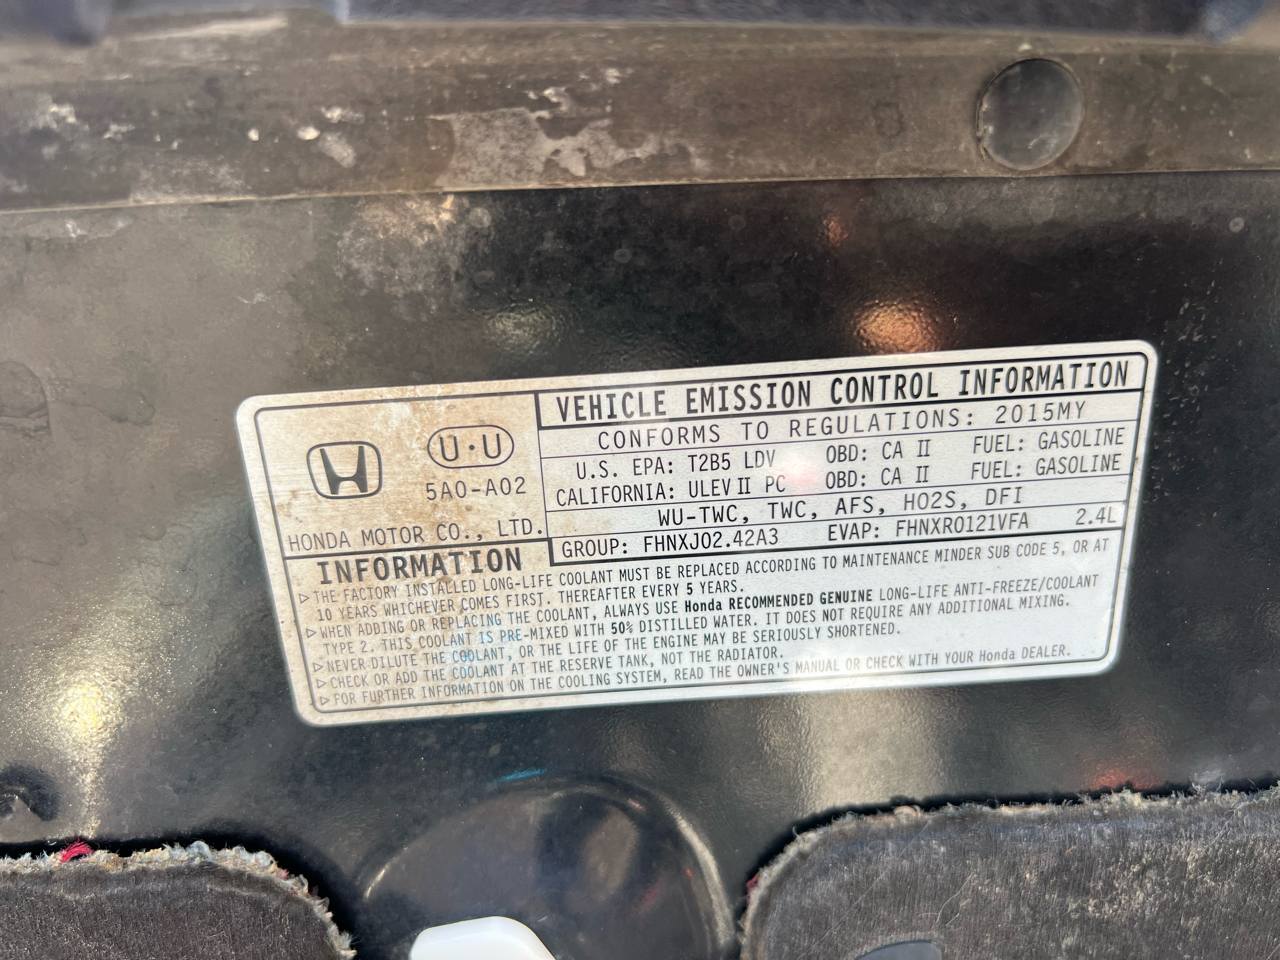 VEHICLE EMISSION CONTROL INFORMATION
CONFORMS TO REGULATIONS: 2015MY
U.S. EPA: T2B5 LDV OBD: CA II FUEL: GASOLINE
CALIFORNIA: ULEV II PC OBD: CA II FUEL: GASOLINE
WU-TWC, TWC, AFS, HO2S, DFI
GROUP: FHNXJ02.42A3 EVAP: FHNXR0121VFA 2.4L
U·U
5A0-A02
HONDA MOTOR CO., LTD.
INFORMATION
▷ THE FACTORY INSTALLED LONG-LIFE COOLANT MUST BE REPLACED ACCORDING TO MAINTENANCE MINDER SUB CODE 5, OR AT
10 YEARS WHICHEVER COMES FIRST. THEREAFTER EVERY 5 YEARS.
▷ WHEN ADDING OR REPLACING THE COOLANT, ALWAYS USE Honda RECOMMENDED GENUINE LONG-LIFE ANTI-FREEZE/COOLANT
TYPE 2. THIS COOLANT IS PRE-MIXED WITH 50% DISTILLED WATER. IT DOES NOT REQUIRE ANY ADDITIONAL MIXING.
▷ NEVER DILUTE THE COOLANT, OR THE LIFE OF THE ENGINE MAY BE SERIOUSLY SHORTENED.
▷ CHECK OR ADD THE COOLANT AT THE RESERVE TANK, NOT THE RADIATOR.
▷ FOR FURTHER INFORMATION ON THE COOLING SYSTEM, READ THE OWNER'S MANUAL OR CHECK WITH YOUR Honda DEALER.